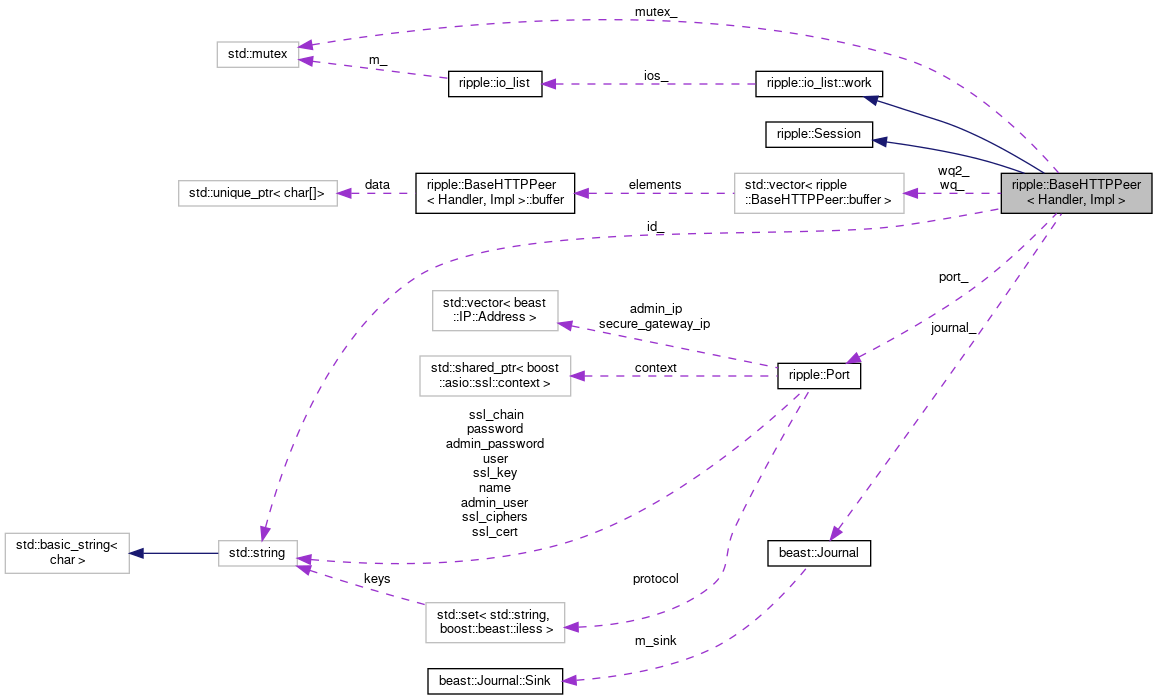 mutex_
std::mutex
m_
ripple::io_list
ios_
ripple::io_list::work
ripple::Session
std::unique_ptr< char[]>
data
ripple::BaseHTTPPeer
< Handler, Impl >::buffer
elements
std::vector< ripple
::BaseHTTPPeer::buffer >
wq2_
wq_
ripple::BaseHTTPPeer
< Handler, Impl >
id_
port_
journal_
std::vector< beast
::IP::Address >
admin_ip
secure_gateway_ip
std::shared_ptr< boost
::asio::ssl::context >
context
ripple::Port
ssl_chain
password
admin_password
user
ssl_key
name
admin_user
ssl_ciphers
ssl_cert
std::basic_string<
char >
std::string
beast::Journal
keys
protocol
std::set< std::string,
boost::beast::iless >
m_sink
beast::Journal::Sink